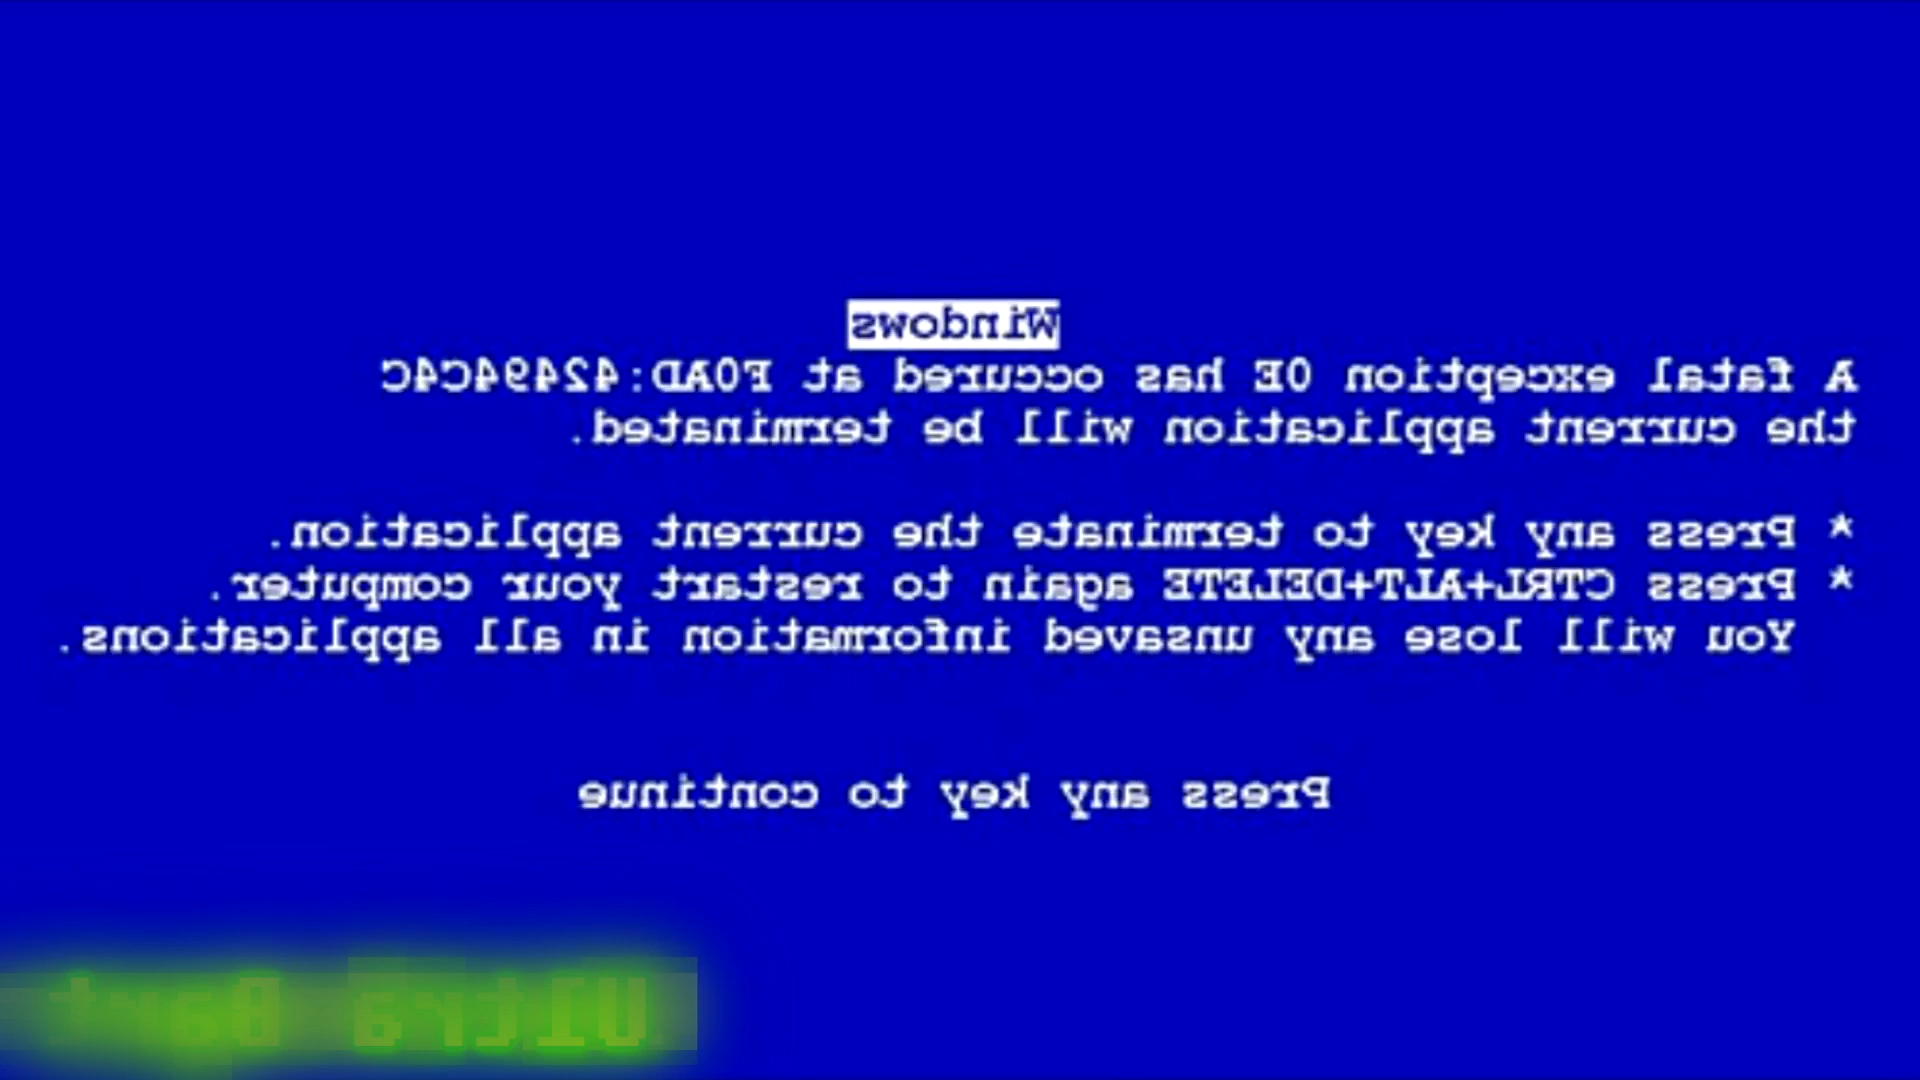 Windows
A fatal exception 0E has occured at F0AD:42494C4C
the current application will be terminated.
* Press any key to terminate the current application.
* Press CTRL+ALT+DELETE again to restart your computer.
You will lose any unsaved information in all applications.
Press any key to continue
Ultra